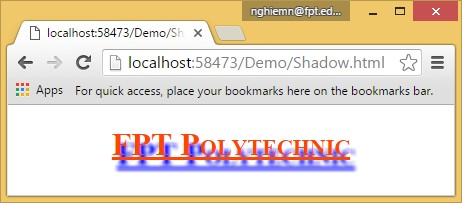 nghiemn@fpt.ed...
localhost:58473/Demo/Sha
localhost:58473/Demo/Shadow.html
Apps For quick access, place your bookmarks here on the bookmarks bar.
FPT Polytechnic